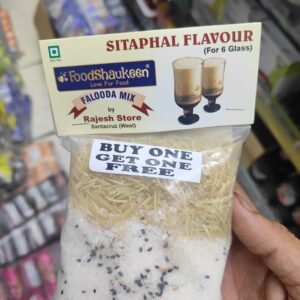 SITAPHAL FLAVOUR
(For 6 Glass)
FOODSHAUKEEN
Love For Food
FALOODA MIX
by
Rajesh Store
Santacruz (West)
BUY ONE
GET ONE
FREE